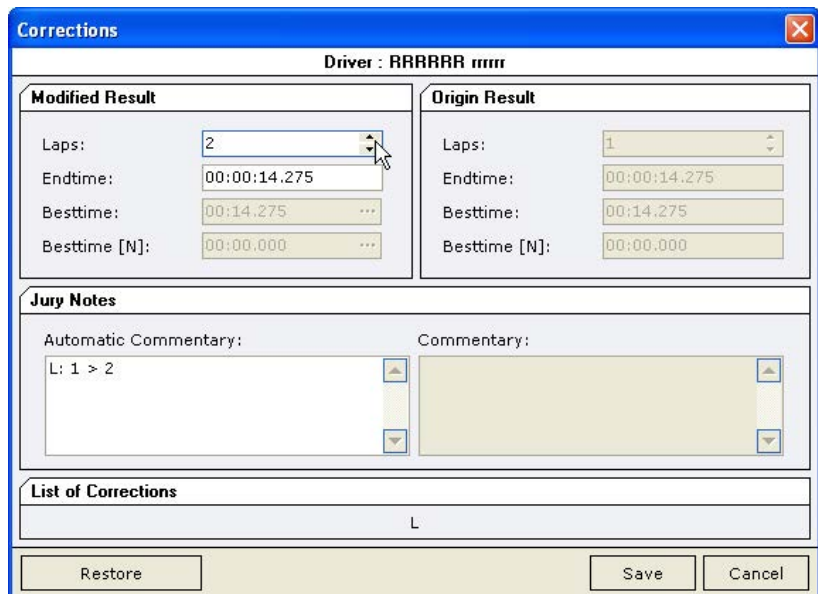 Corrections
Driver : RRRRRR rrrrr
Modified Result
Laps: 2
Endtime: 00:00:14.275
Besttime: 00:14.275 ...
Besttime [N]: 00:00.000 ...
Origin Result
Laps: 1
Endtime: 00:00:14.275
Besttime: 00:14.275
Besttime [N]: 00:00.000
Jury Notes
Automatic Commentary:
L: 1 > 2
Commentary:
List of Corrections
L
Restore
Save
Cancel